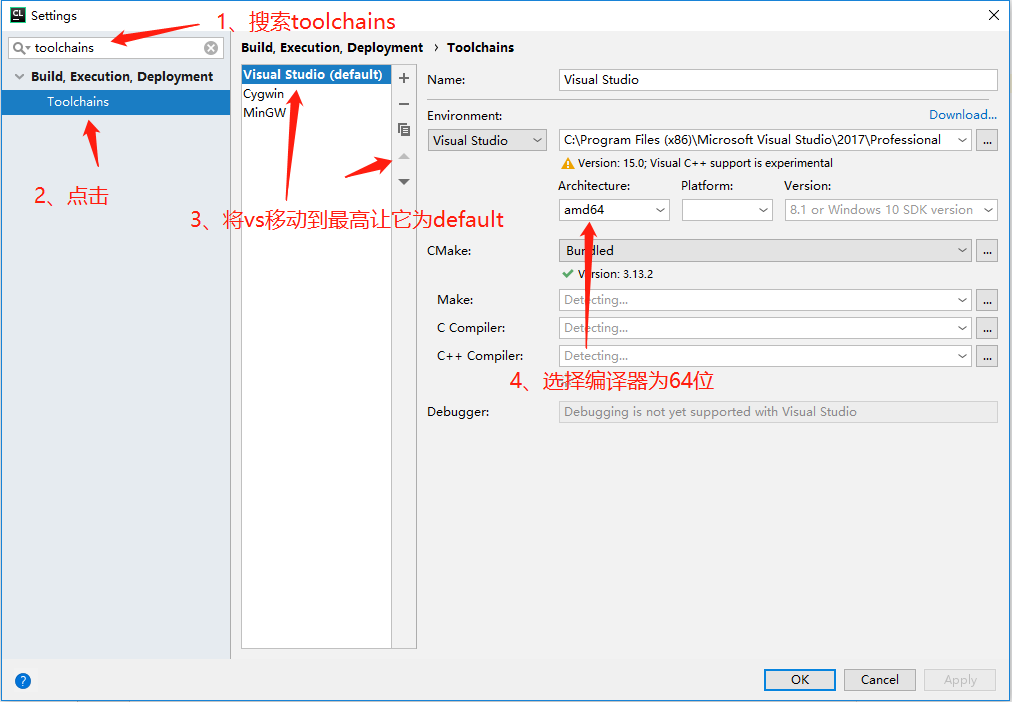 CL Settings
1、搜索toolchains
toolchains
Build, Execution, Deployment › Toolchains
Build, Execution, Deployment
Toolchains
2、点击
Visual Studio (default)
Cygwin
MinGW
3、将vs移动到最高让它为default
Name: Visual Studio
Environment: Download...
Visual Studio C:\Program Files (x86)\Microsoft Visual Studio\2017\Professional ...
Version: 15.0; Visual C++ support is experimental
Architecture: Platform: Version:
amd64 8.1 or Windows 10 SDK version
CMake: Bundled ...
Version: 3.13.2
Make: Detecting... ...
C Compiler: Detecting... ...
C++ Compiler: Detecting... ...
4、选择编译器为64位
Debugger: Debugging is not yet supported with Visual Studio
? OK Cancel Apply